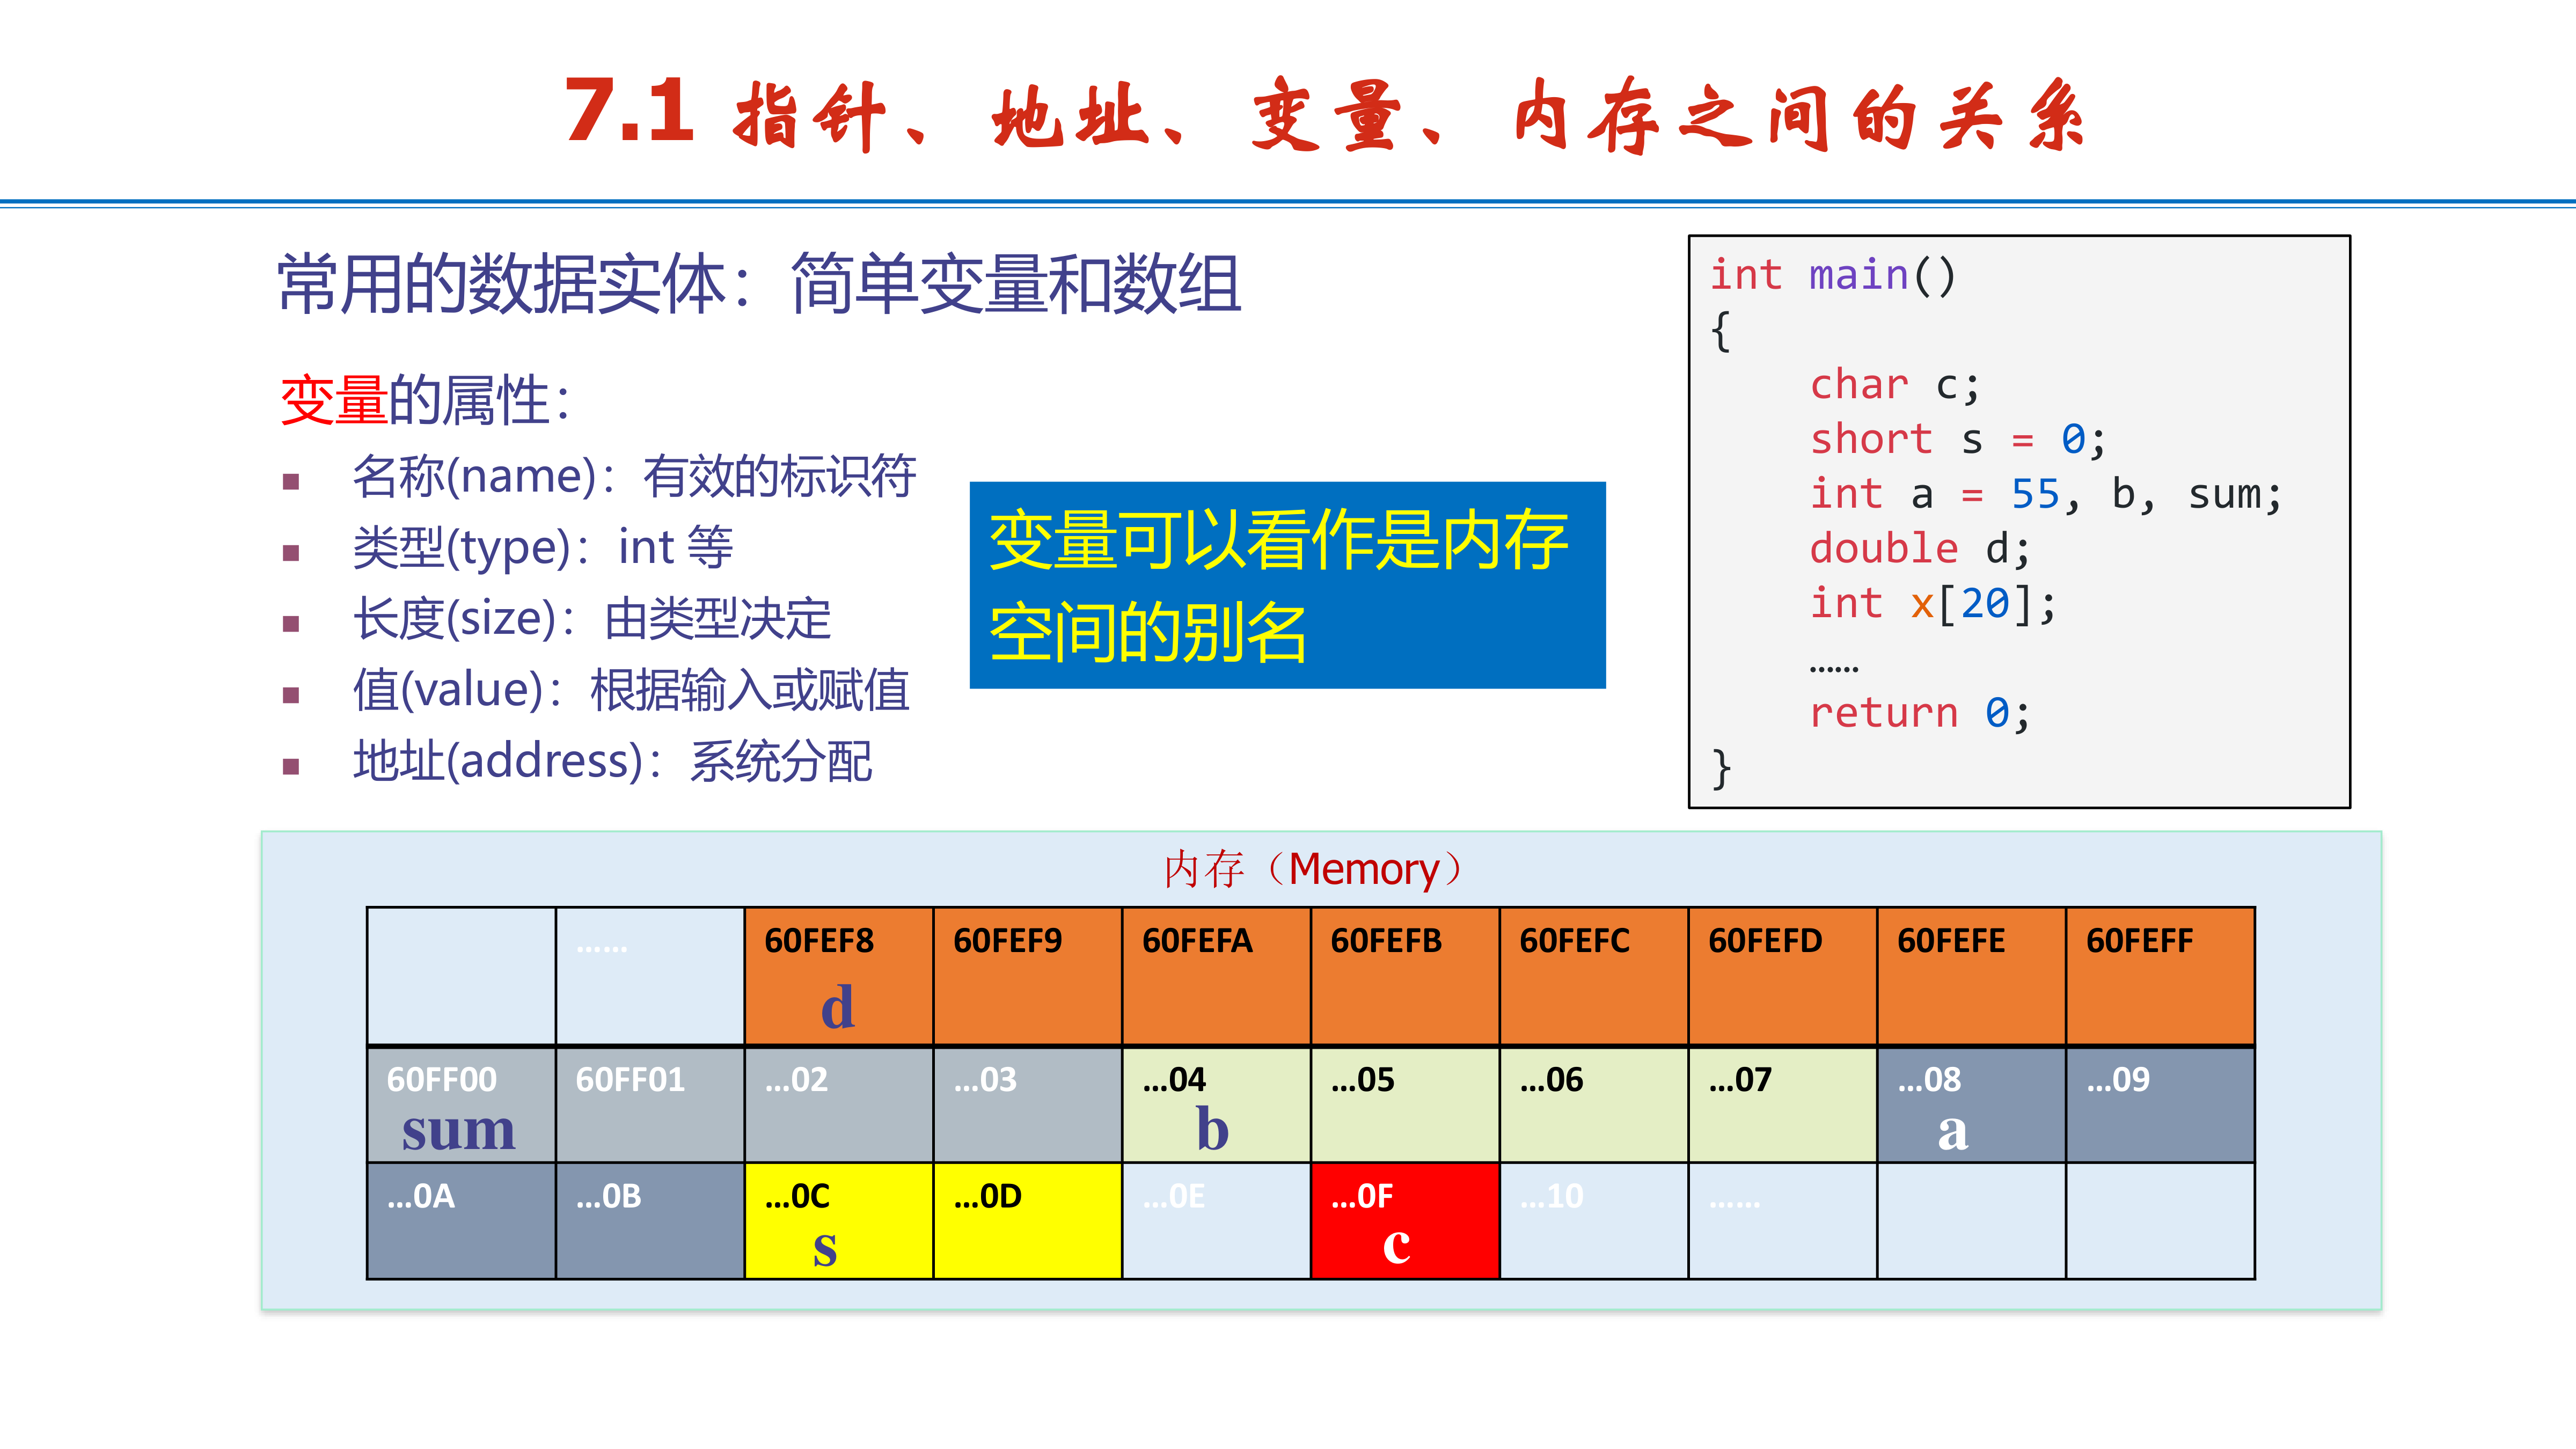 7.1 指针、地址、变量、内存之间的关系
常用的数据实体：简单变量和数组
变量的属性：
名称(name)：有效的标识符
类型(type)：int 等
长度(size)：由类型决定
值(value)：根据输入或赋值
地址(address)：系统分配
变量可以看作是内存
空间的别名
int main()
{
    char c;
    short s = 0;
    int a = 55, b, sum;
    double d;
    int x[20];
    ……
    return 0;
}
内存（Memory）
…… 60FEF8 60FEF9 60FEFA 60FEFB 60FEFC 60FEFD 60FEFE 60FEFF
d
60FF00 60FF01 …02 …03 …04 …05 …06 …07 …08 …09
sum b a
…0A …0B …0C …0D …0E …0F …10 ……
s c